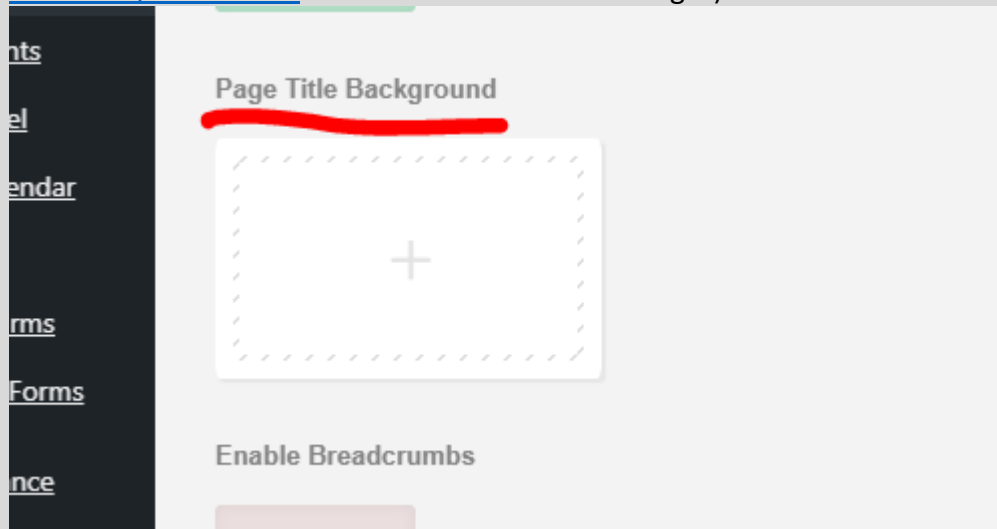 nts
Page Title Background
el
endar
rms
Forms
Enable Breadcrumbs
nce